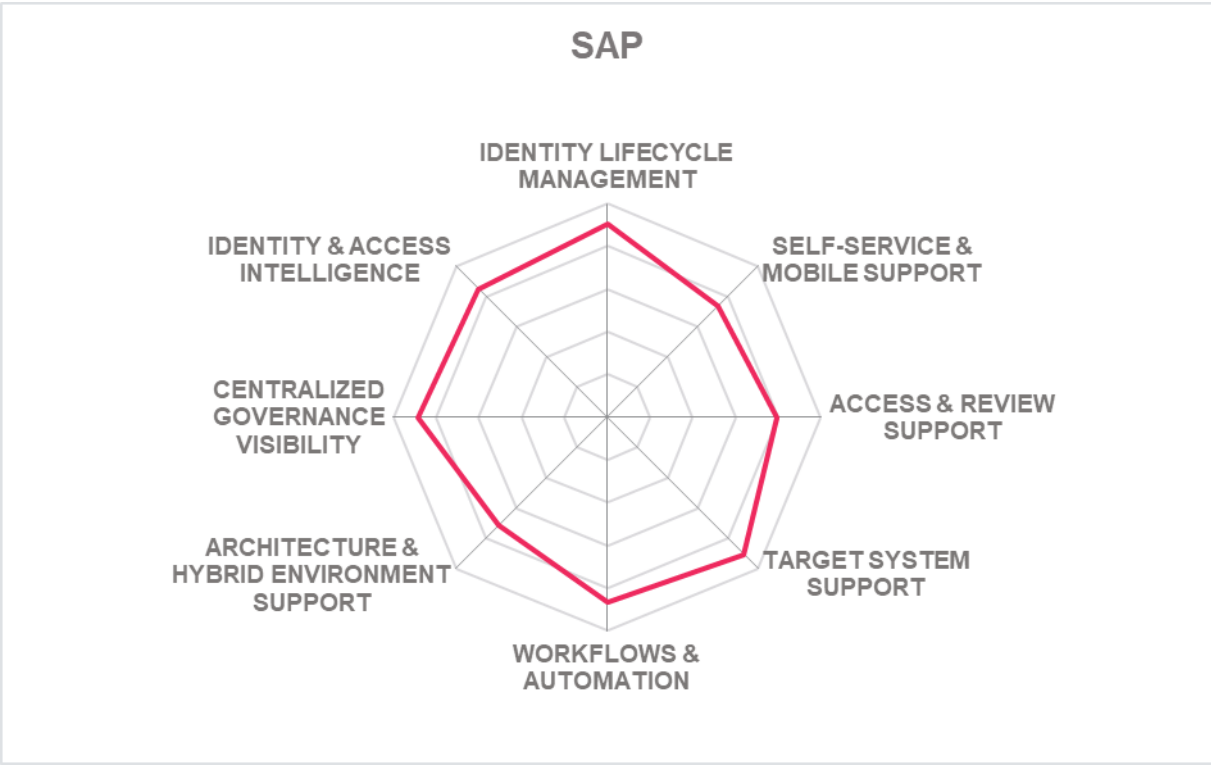 SAP
IDENTITY LIFECYCLE
MANAGEMENT
SELF-SERVICE &
MOBILE SUPPORT
ACCESS & REVIEW
SUPPORT
TARGET SYSTEM
SUPPORT
WORKFLOWS &
AUTOMATION
ARCHITECTURE &
HYBRID ENVIRONMENT
SUPPORT
CENTRALIZED
GOVERNANCE
VISIBILITY
IDENTITY & ACCESS
INTELLIGENCE